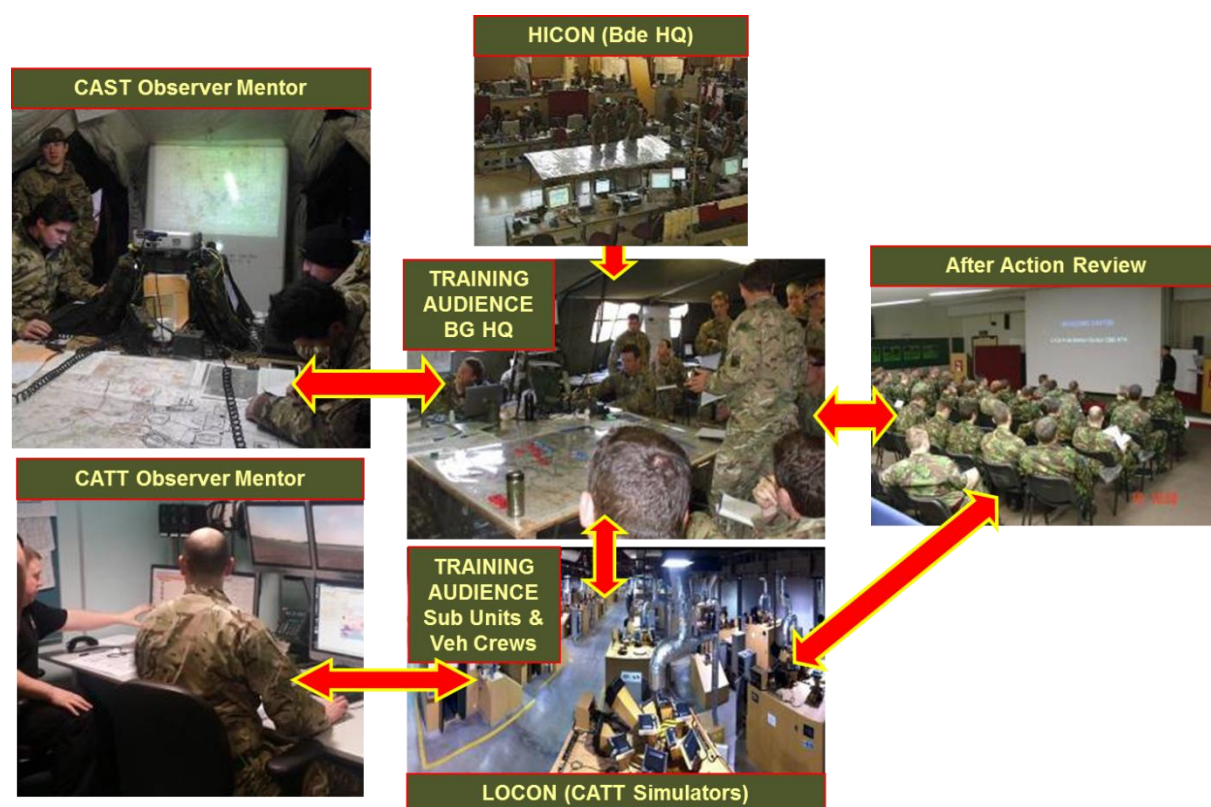 HICON (Bde HQ)
CAST Observer Mentor
TRAINING
AUDIENCE
BG HQ
After Action Review
CATT Observer Mentor
TRAINING
AUDIENCE
Sub Units &
Veh Crews
LOCON (CATT Simulators)